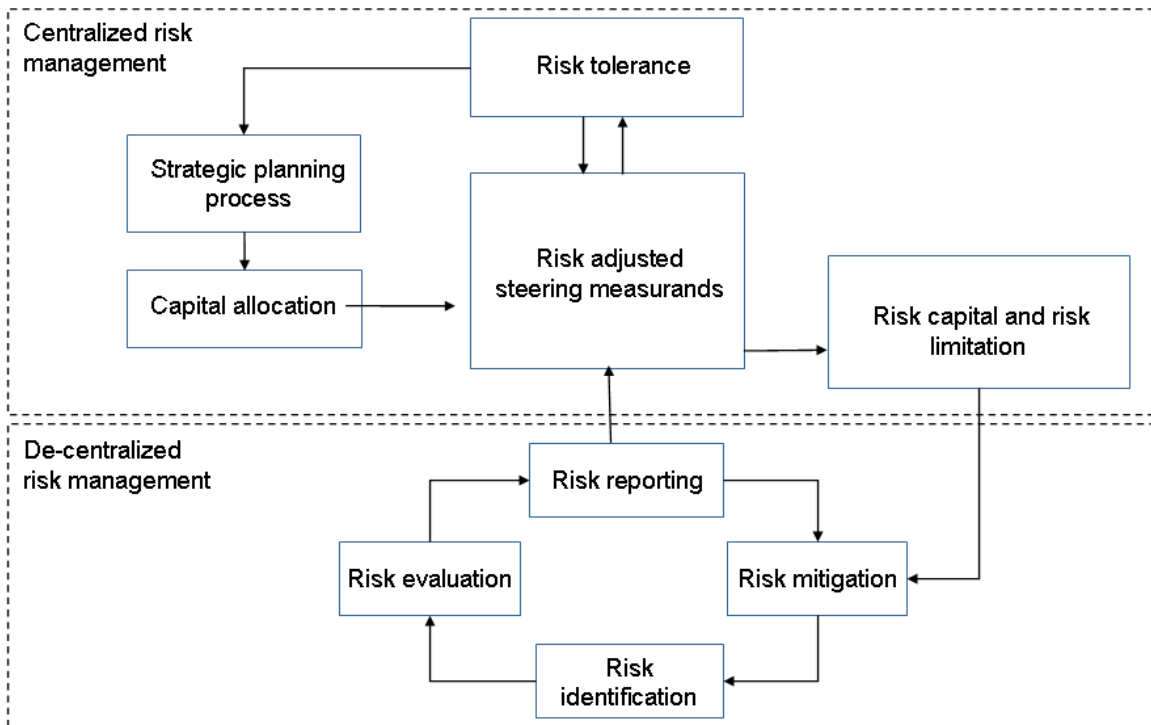 Centralized risk
management
Risk tolerance
Strategic planning
process
Capital allocation
Risk adjusted
steering measurands
Risk capital and risk
limitation
De-centralized
risk management
Risk reporting
Risk evaluation
Risk mitigation
Risk
identification